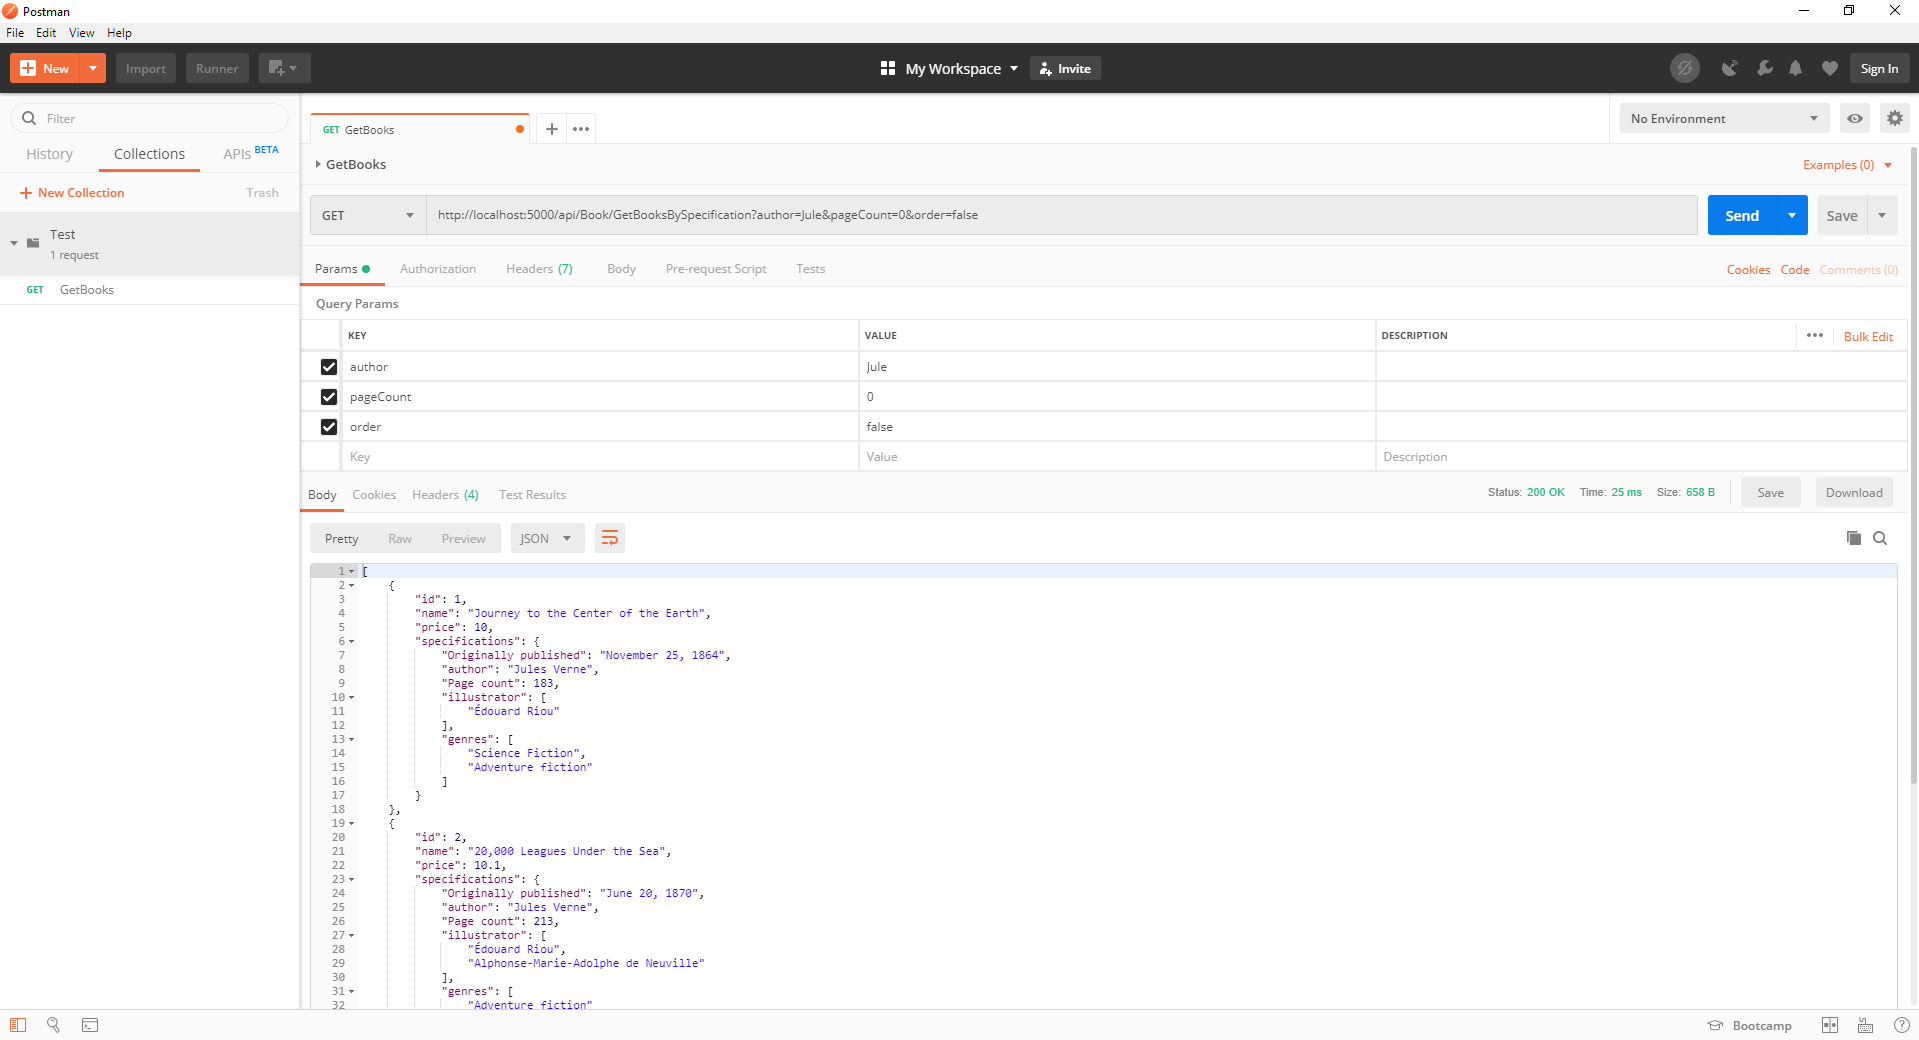 Postman
File Edit View Help
New Import Runner My Workspace Invite Sign In
Filter
History Collections APIs BETA
New Collection Trash
Test
1 request
GET GetBooks
GET GetBooks
No Environment
GetBooks
Examples (0)
GET http://localhost:5000/api/Book/GetBooksBySpecification?author=Jule&pageCount=0&order=false Send Save
Params Authorization Headers (7) Body Pre-request Script Tests Cookies Code Comments (0)
Query Params
KEY VALUE DESCRIPTION Bulk Edit
author Jule
pageCount 0
order false
Key Value Description
Body Cookies Headers (4) Test Results Status: 200 OK Time: 25 ms Size: 658 B Save Download
Pretty Raw Preview JSON
1 [
2 {
3 "id": 1,
4 "name": "Journey to the Center of the Earth",
5 "price": 10,
6 "specifications": {
7 "Originally published": "November 25, 1864",
8 "author": "Jules Verne",
9 "Page count": 183,
10 "illustrator": [
11 "Édouard Riou"
12 ],
13 "genres": [
14 "Science Fiction",
15 "Adventure fiction"
16 ]
17 }
18 },
19 {
20 "id": 2,
21 "name": "20,000 Leagues Under the Sea",
22 "price": 10.1,
23 "specifications": {
24 "Originally published": "June 20, 1870",
25 "author": "Jules Verne",
26 "Page count": 213,
27 "illustrator": [
28 "Édouard Riou",
29 "Alphonse-Marie-Adolphe de Neuville"
30 ],
31 "genres": [
32 "Adventure fiction"
Bootcamp